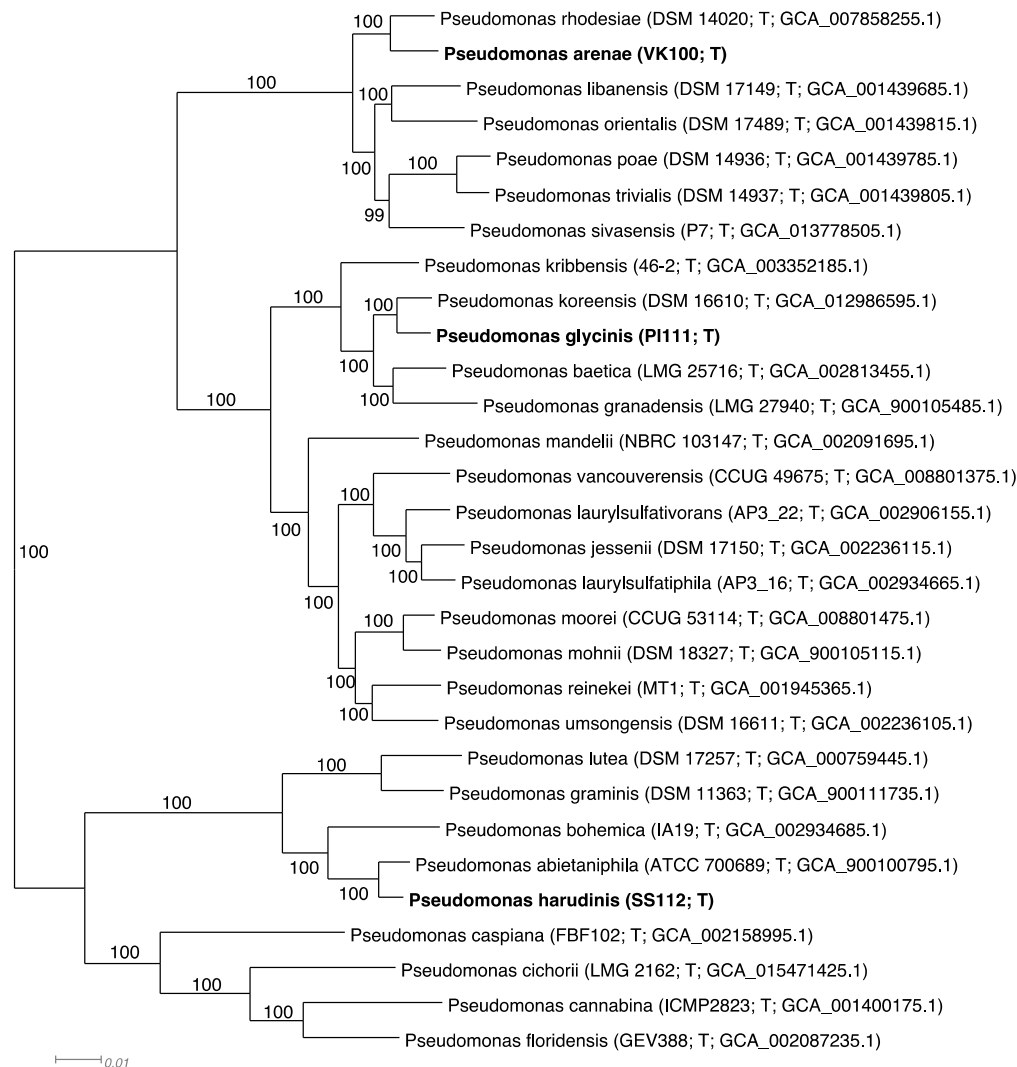 100
Pseudomonas rhodesiae (DSM 14020; T; GCA_007858255.1)
Pseudomonas arenae (VK100; T)
100
100
Pseudomonas libanensis (DSM 17149; T; GCA_001439685.1)
Pseudomonas orientalis (DSM 17489; T; GCA_001439815.1)
100
100
Pseudomonas poae (DSM 14936; T; GCA_001439785.1)
Pseudomonas trivialis (DSM 14937; T; GCA_001439805.1)
99
Pseudomonas sivasensis (P7; T; GCA_013778505.1)
Pseudomonas kribbensis (46-2; T; GCA_003352185.1)
100
100
Pseudomonas koreensis (DSM 16610; T; GCA_012986595.1)
Pseudomonas glycinis (PI111; T)
100
Pseudomonas baetica (LMG 25716; T; GCA_002813455.1)
100
100
Pseudomonas granadensis (LMG 27940; T; GCA_900105485.1)
Pseudomonas mandelii (NBRC 103147; T; GCA_002091695.1)
Pseudomonas vancouverensis (CCUG 49675; T; GCA_008801375.1)
100
Pseudomonas laurylsulfativorans (AP3_22; T; GCA_002906155.1)
100
100
Pseudomonas jessenii (DSM 17150; T; GCA_002236115.1)
100
100
Pseudomonas laurylsulfatiphila (AP3_16; T; GCA_002934665.1)
100
100
Pseudomonas moorei (CCUG 53114; T; GCA_008801475.1)
Pseudomonas mohnii (DSM 18327; T; GCA_900105115.1)
100
Pseudomonas reinekei (MT1; T; GCA_001945365.1)
100
Pseudomonas umsongensis (DSM 16611; T; GCA_002236105.1)
100
Pseudomonas lutea (DSM 17257; T; GCA_000759445.1)
Pseudomonas graminis (DSM 11363; T; GCA_900111735.1)
100
Pseudomonas bohemica (IA19; T; GCA_002934685.1)
100
Pseudomonas abietaniphila (ATCC 700689; T; GCA_900100795.1)
100
Pseudomonas harudinis (SS112; T)
Pseudomonas caspiana (FBF102; T; GCA_002158995.1)
100
Pseudomonas cichorii (LMG 2162; T; GCA_015471425.1)
100
100
Pseudomonas cannabina (ICMP2823; T; GCA_001400175.1)
Pseudomonas floridensis (GEV388; T; GCA_002087235.1)
0.01